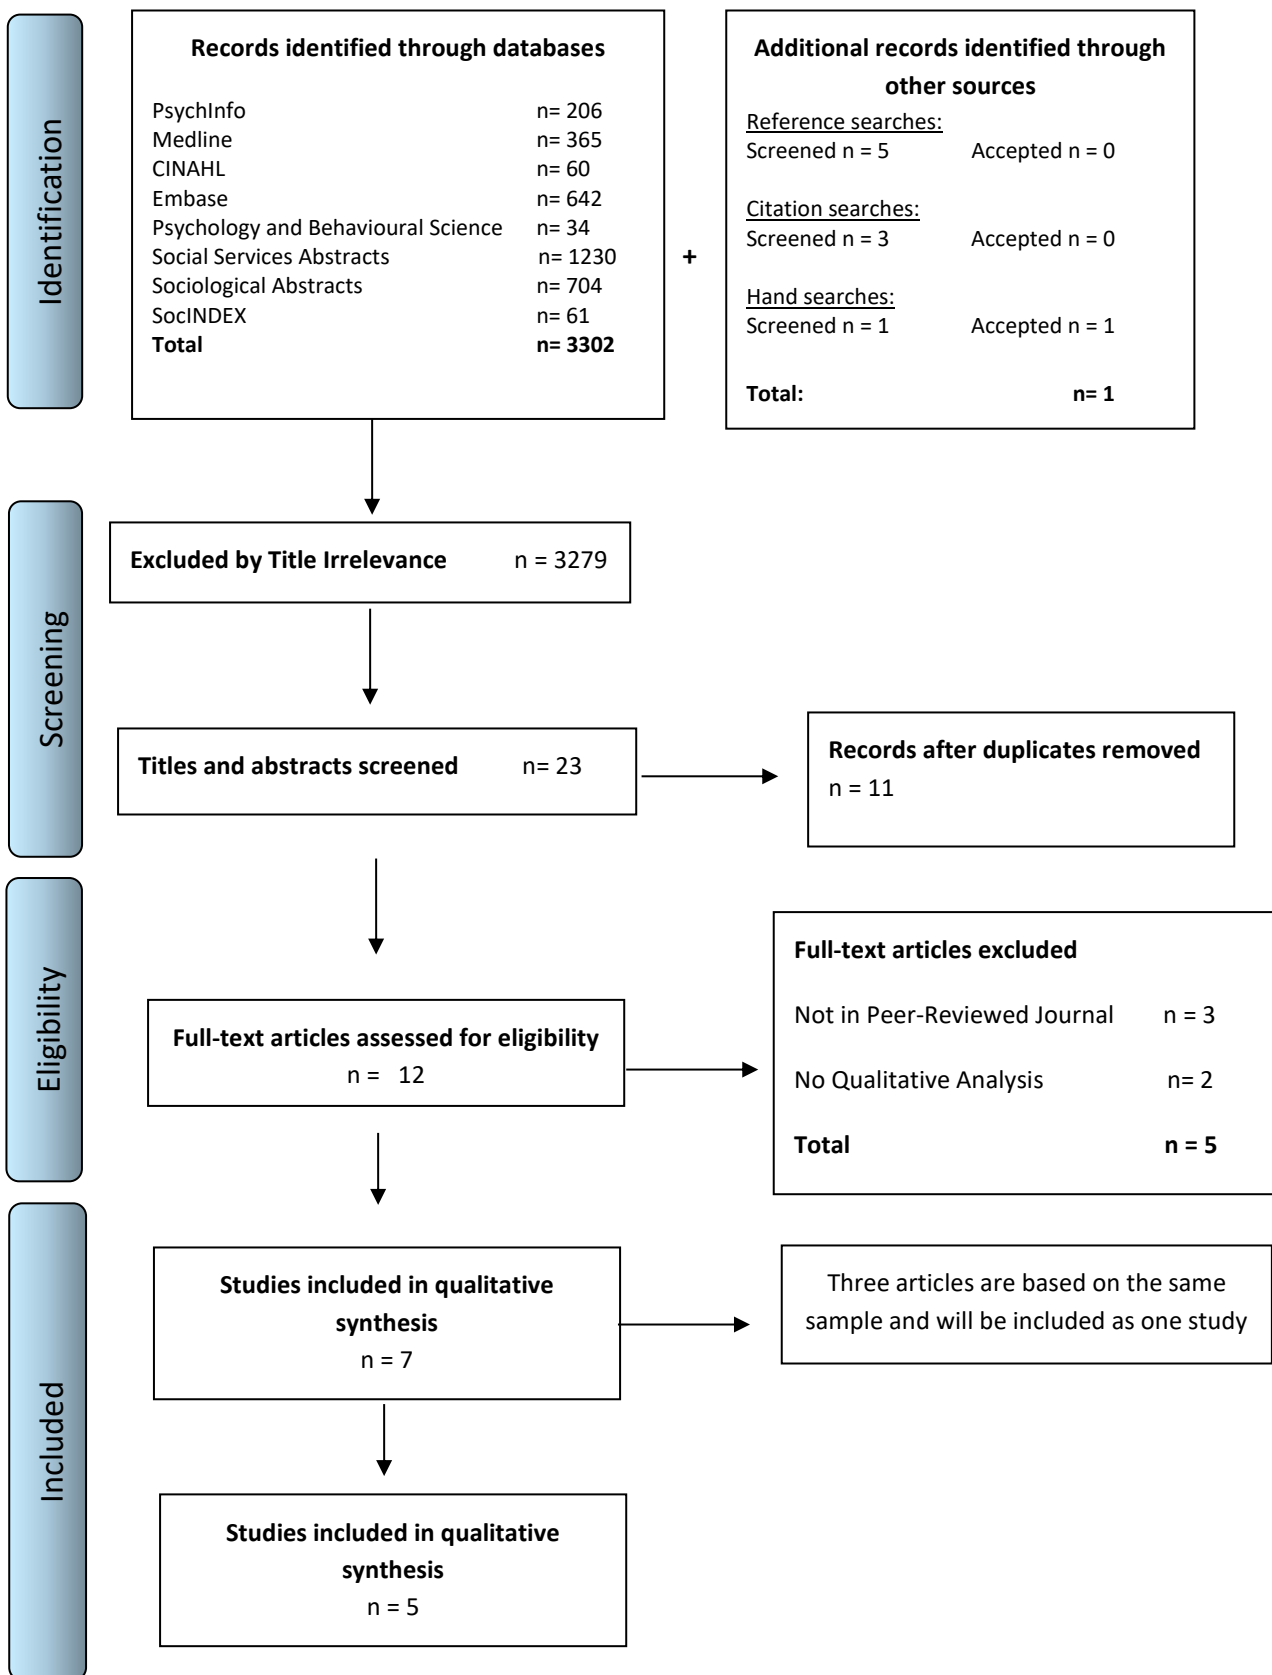 Identification
Records identified through databases
PsychInfo n= 206
Medline n= 365
CINAHL n= 60
Embase n= 642
Psychology and Behavioural Science n= 34
Social Services Abstracts n= 1230
Sociological Abstracts n= 704
SocINDEX n= 61
Total n= 3302
+
Additional records identified through
other sources
Reference searches:
Screened n = 5 Accepted n = 0
Citation searches:
Screened n = 3 Accepted n = 0
Hand searches:
Screened n = 1 Accepted n = 1
Total: n= 1
Screening
Excluded by Title Irrelevance n = 3279
Titles and abstracts screened n= 23
Records after duplicates removed
n = 11
Eligibility
Full-text articles assessed for eligibility
n = 12
Full-text articles excluded
Not in Peer-Reviewed Journal n = 3
No Qualitative Analysis n= 2
Total n = 5
Included
Studies included in qualitative
synthesis
n = 7
Three articles are based on the same
sample and will be included as one study
Studies included in qualitative
synthesis
n = 5